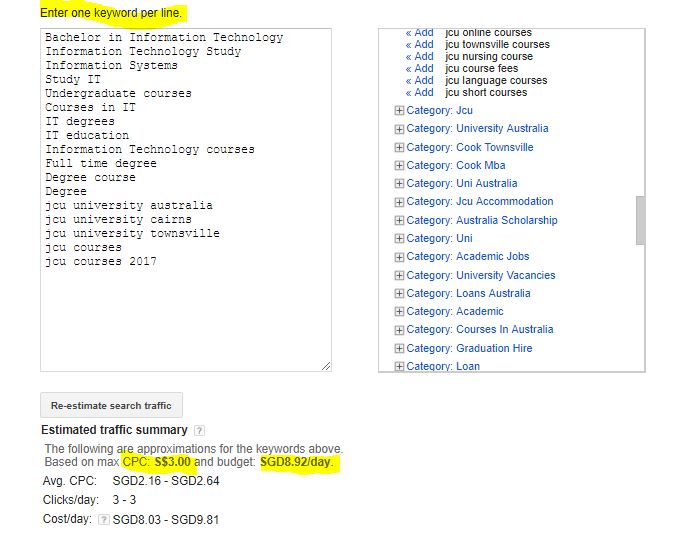 Enter one keyword per line.
Bachelor in Information Technology
Information Technology Study
Information Systems
Study IT
Undergraduate courses
Courses in IT
IT degrees
IT education
Information Technology courses
Full time degree
Degree course
Degree
jcu university australia
jcu university cairns
jcu university townsville
jcu courses
jcu courses 2017
« Add jcu online courses
« Add jcu townsville courses
« Add jcu nursing course
« Add jcu course fees
« Add jcu language courses
« Add jcu short courses
Category: Jcu
Category: University Australia
Category: Cook Townsville
Category: Cook Mba
Category: Uni Australia
Category: Jcu Accommodation
Category: Australia Scholarship
Category: Uni
Category: Academic Jobs
Category: University Vacancies
Category: Loans Australia
Category: Academic
Category: Courses In Australia
Category: Graduation Hire
Category: Loan
Re-estimate search traffic
Estimated traffic summary ?
The following are approximations for the keywords above.
Based on max CPC: S$3.00 and budget: SGD8.92/day.
Avg. CPC: SGD2.16 - SGD2.64
Clicks/day: 3 - 3
Cost/day: ? SGD8.03 - SGD9.81